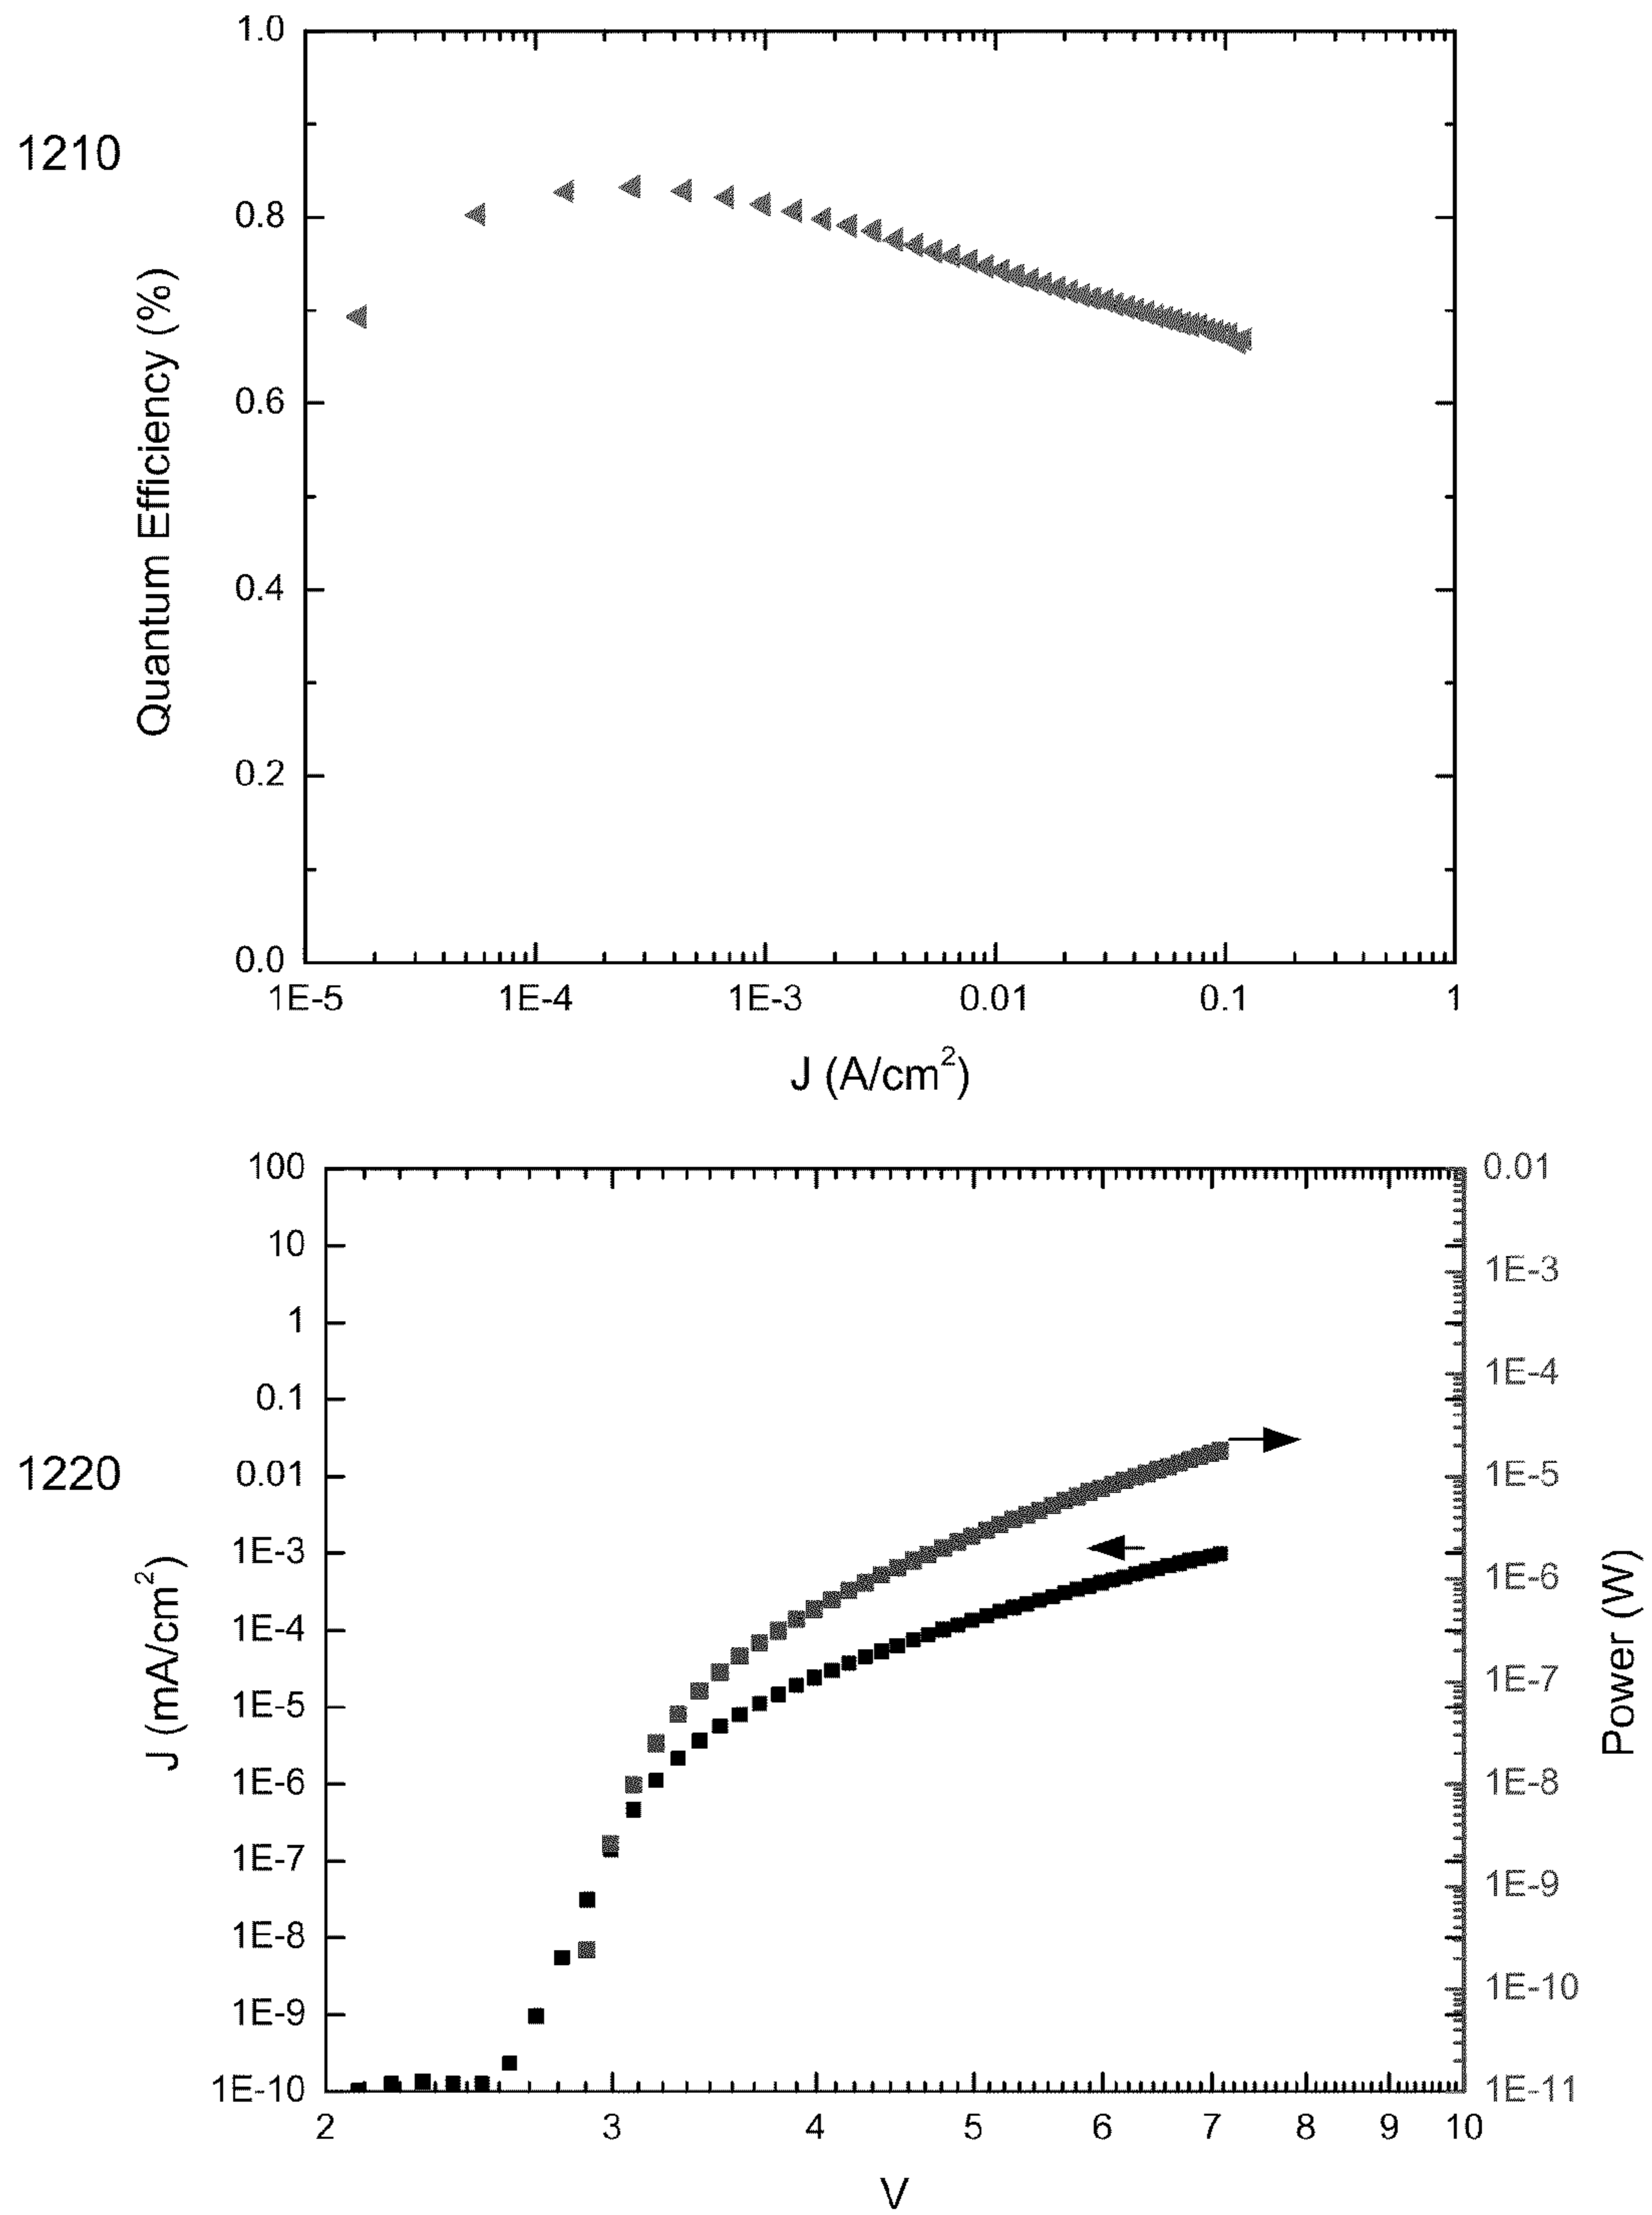 1210
Quantum Efficiency (%)
1.0
0.8
0.6
0.4
0.2
0.0
1E-5 1E-4 1E-3 0.01 0.1 1
J (A/cm²)
1220
J (mA/cm²)
100
10
1
0.1
0.01
1E-3
1E-4
1E-5
1E-6
1E-7
1E-8
1E-9
1E-10
0.01
1E-3
1E-4
1E-5
1E-6
1E-7
1E-8
1E-9
1E-10
1E-11
Power (W)
2 3 4 5 6 7 8 9 10
V